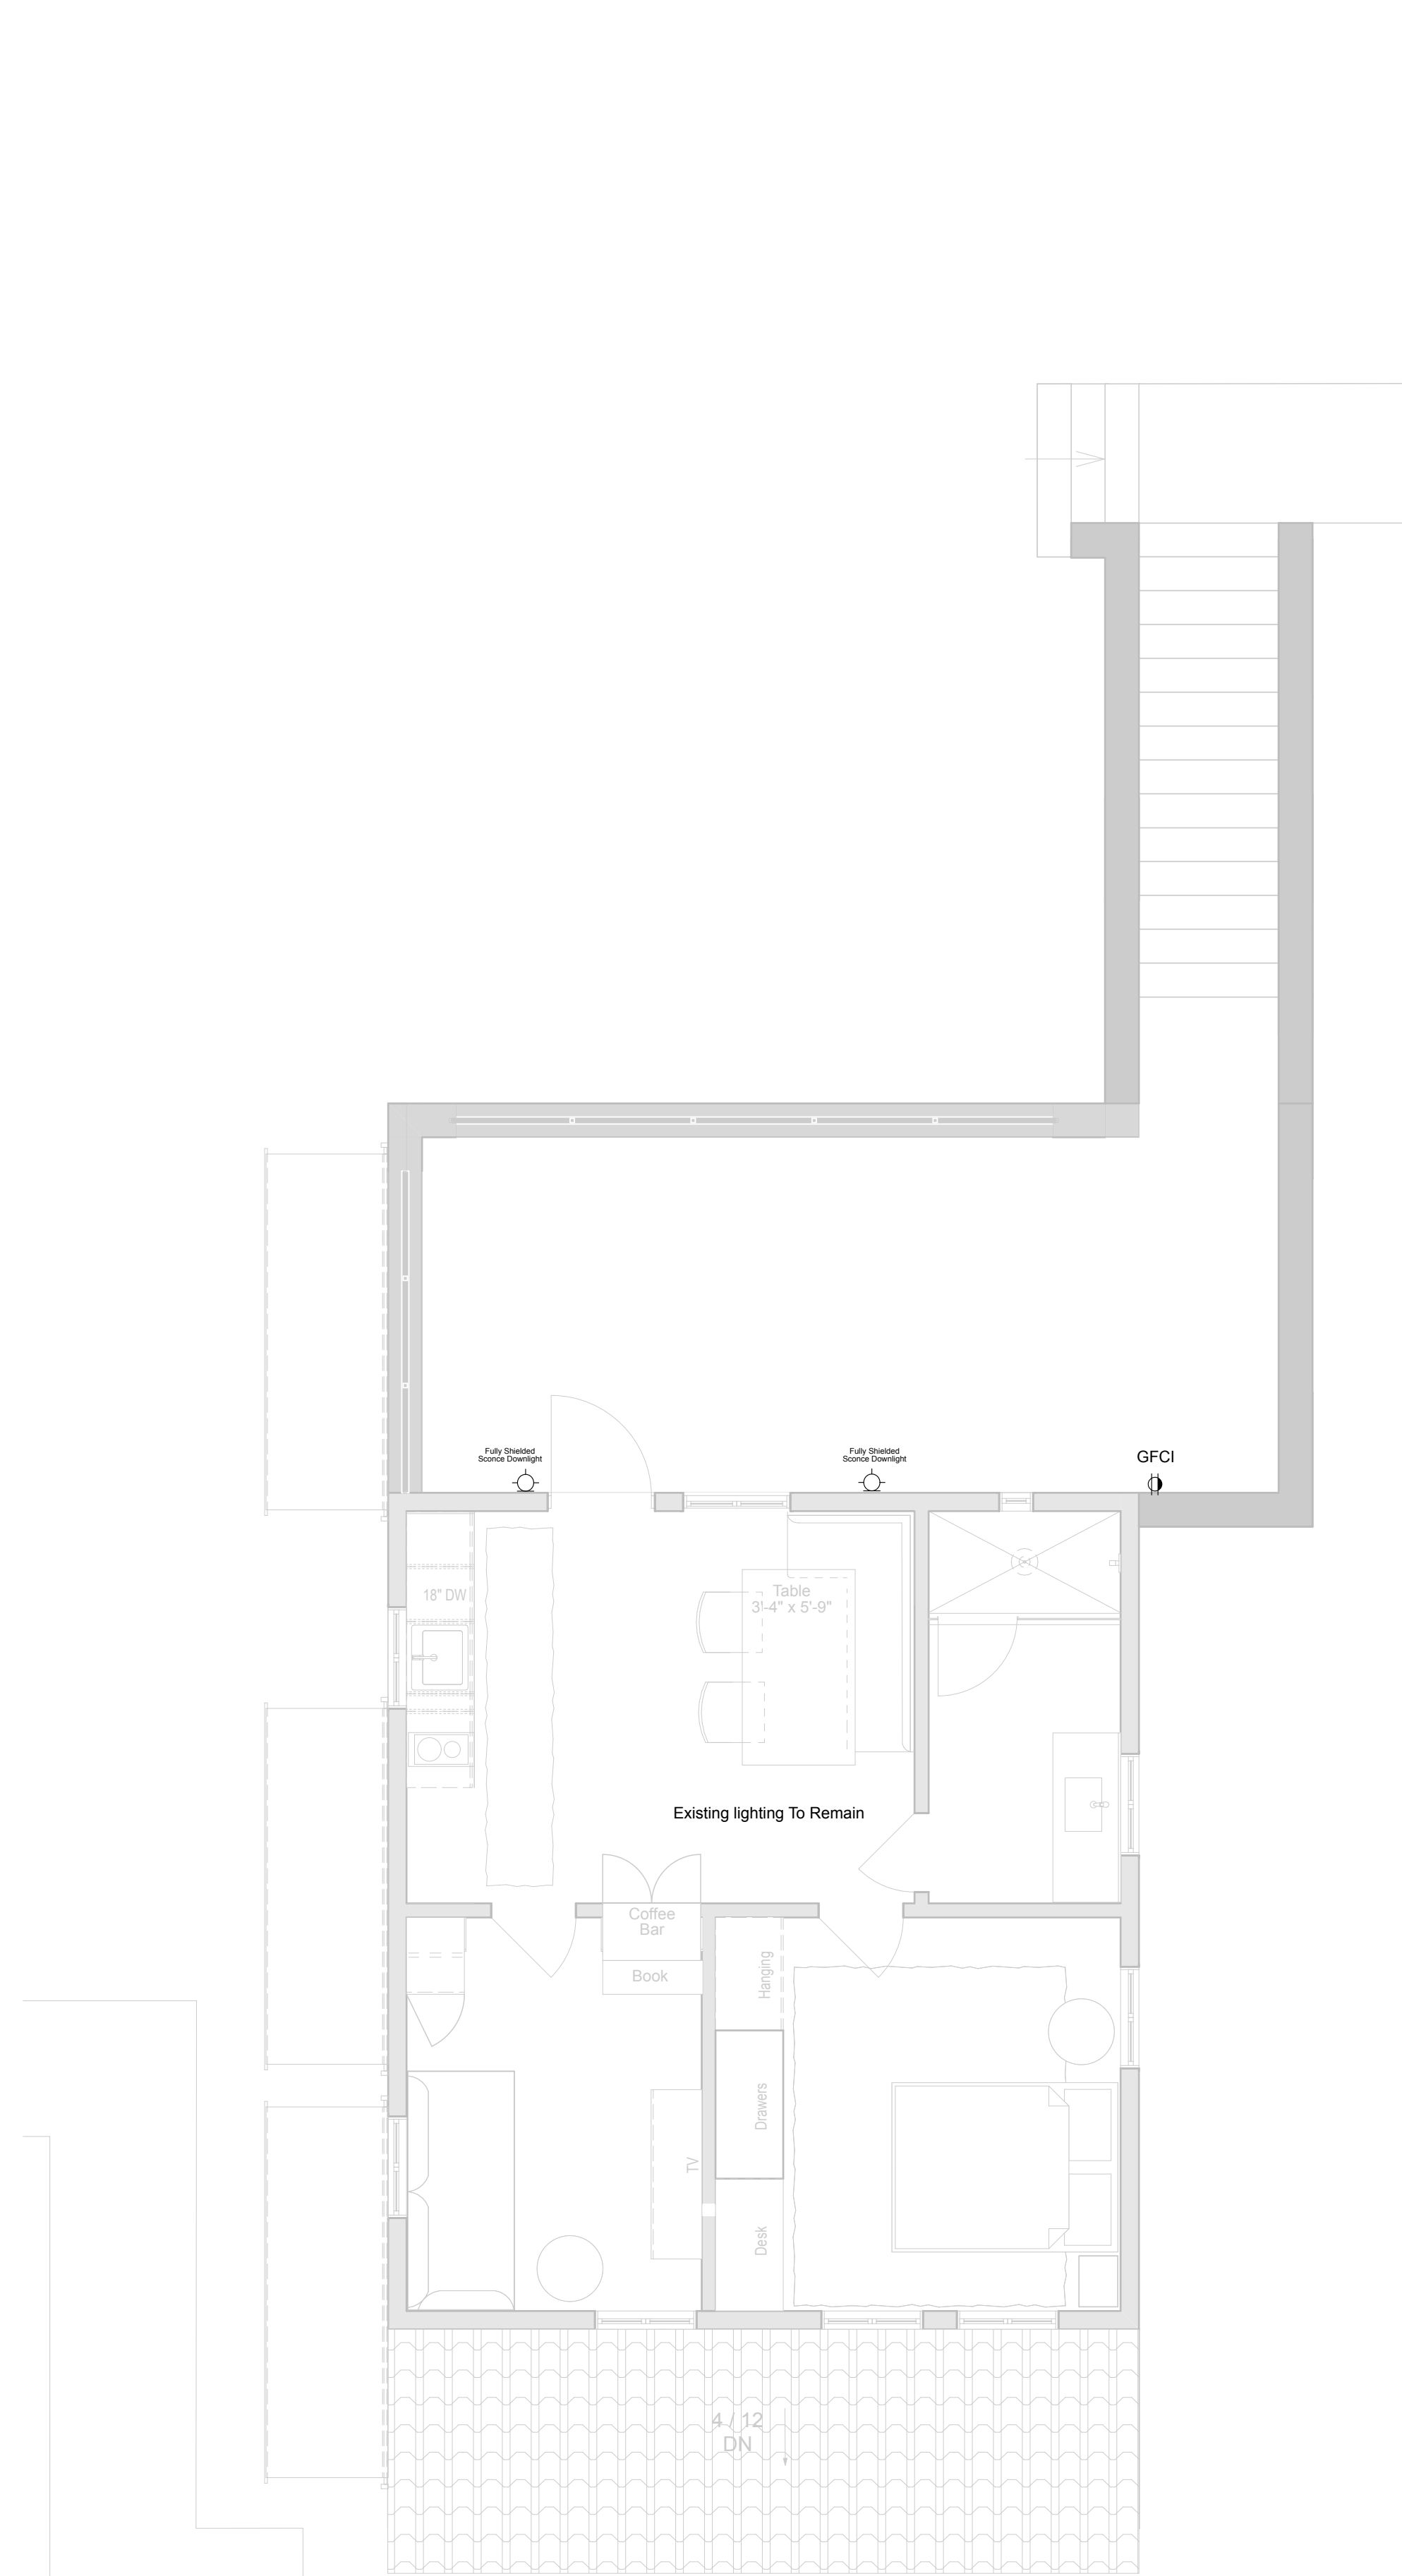 Fully Shielded
Sconce Downlight
Fully Shielded
Sconce Downlight
GFCI
18" DW
Table
3'-4" x 5'-9"
Existing lighting To Remain
Coffee
Bar
Book
Hanging
Drawers
TV
Desk
4 / 12
DN